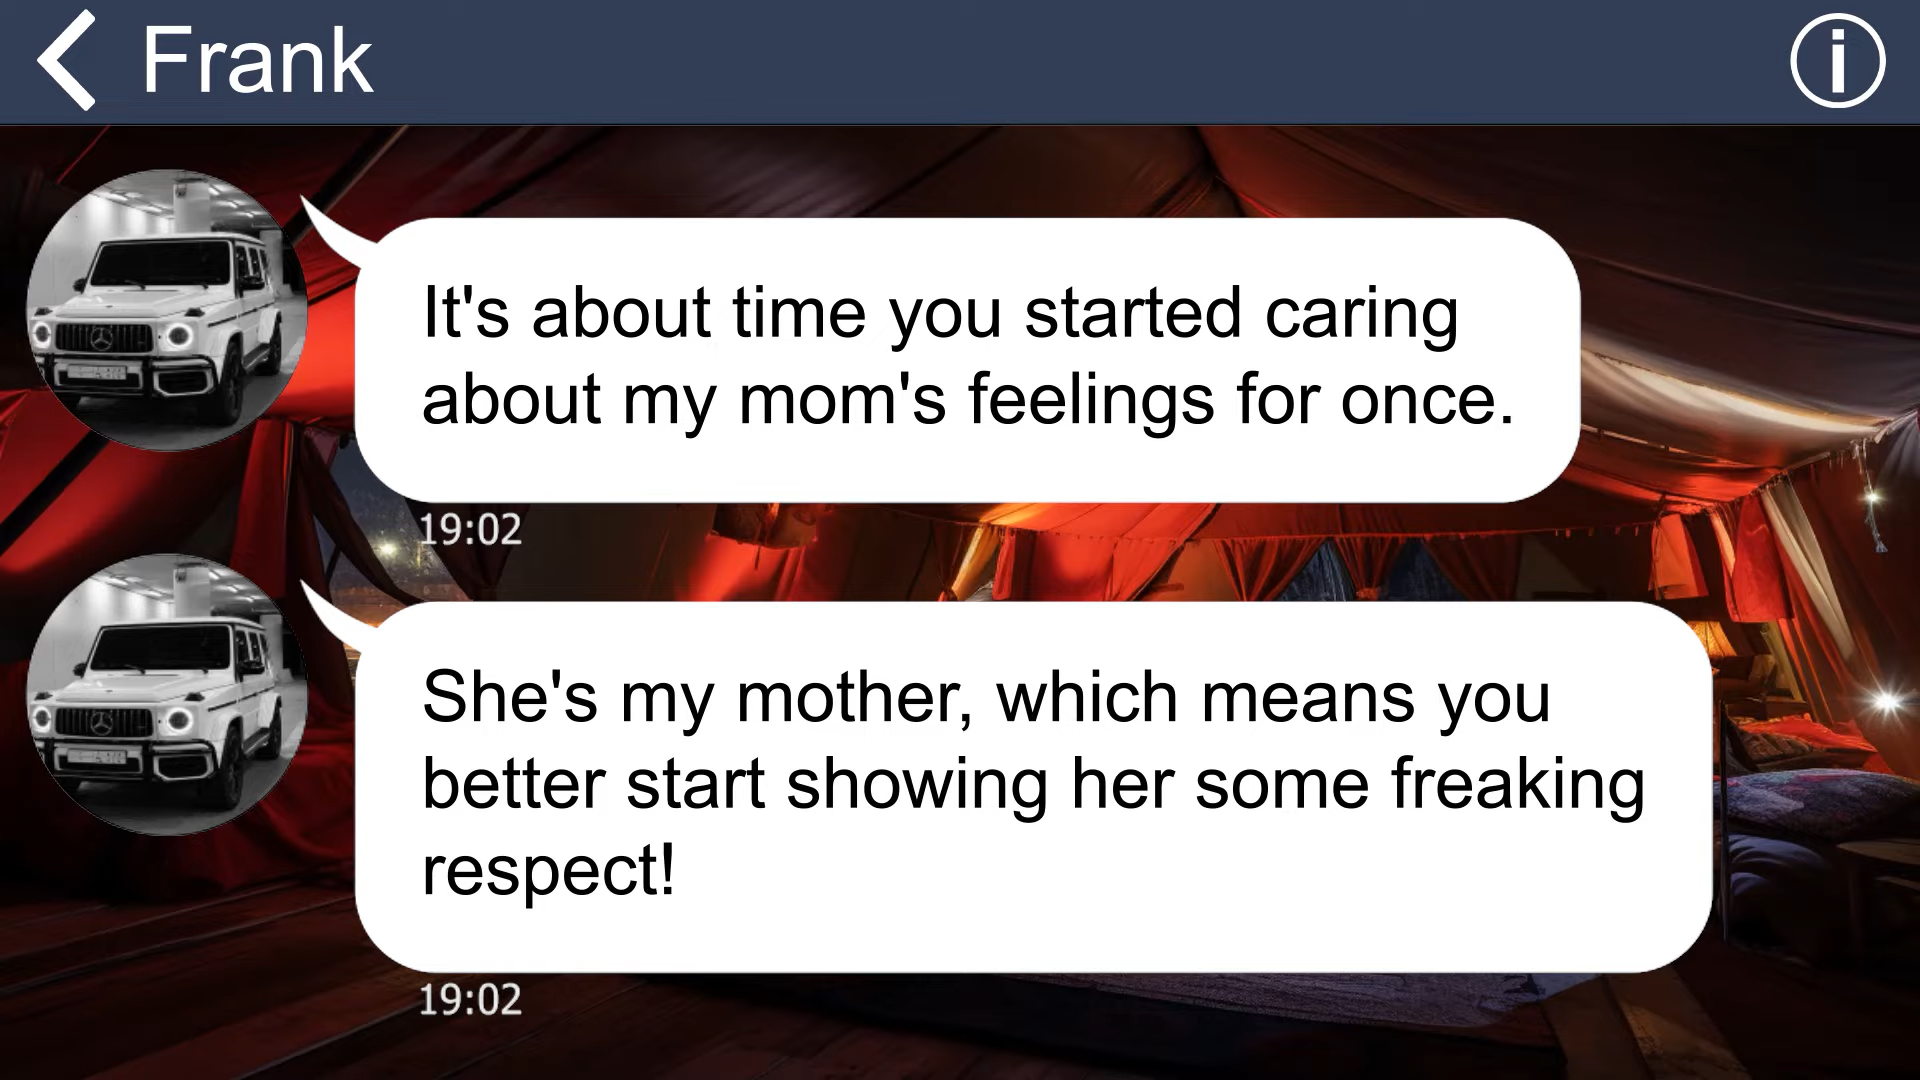 Frank
It's about time you started caring
about my mom's feelings for once.
19:02
She's my mother, which means you
better start showing her some freaking
respect!
19:02